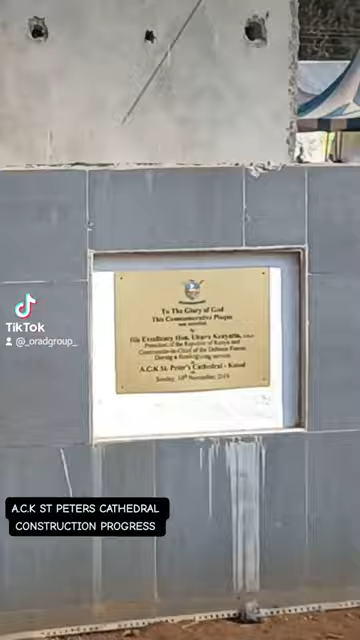 To The Glory of God
This Commemorative Plaque
was unveiled
by
His Excellency Hon. Uhuru Kenyatta, C.G.H.
President of the Republic of Kenya and
Commander-in-Chief of the Defence Forces
During a thanksgiving service
at
A.C.K St. Peter's Cathedral - Kabul
on
Sunday, 10th November, 2019
TikTok
@_oradgroup_
A.C.K ST PETERS CATHEDRAL
CONSTRUCTION PROGRESS